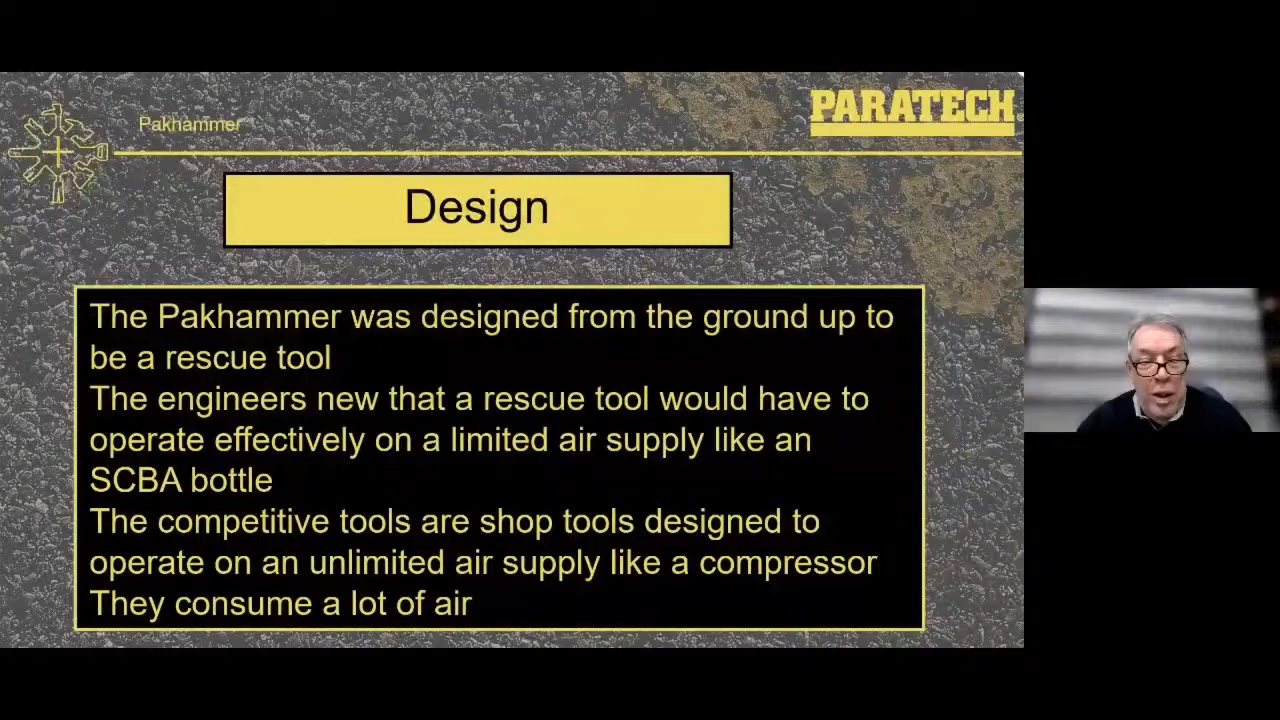 Pakhammer
PARATECH
Design
The Pakhammer was designed from the ground up to
be a rescue tool
The engineers new that a rescue tool would have to
operate effectively on a limited air supply like an
SCBA bottle
The competitive tools are shop tools designed to
operate on an unlimited air supply like a compressor
They consume a lot of air